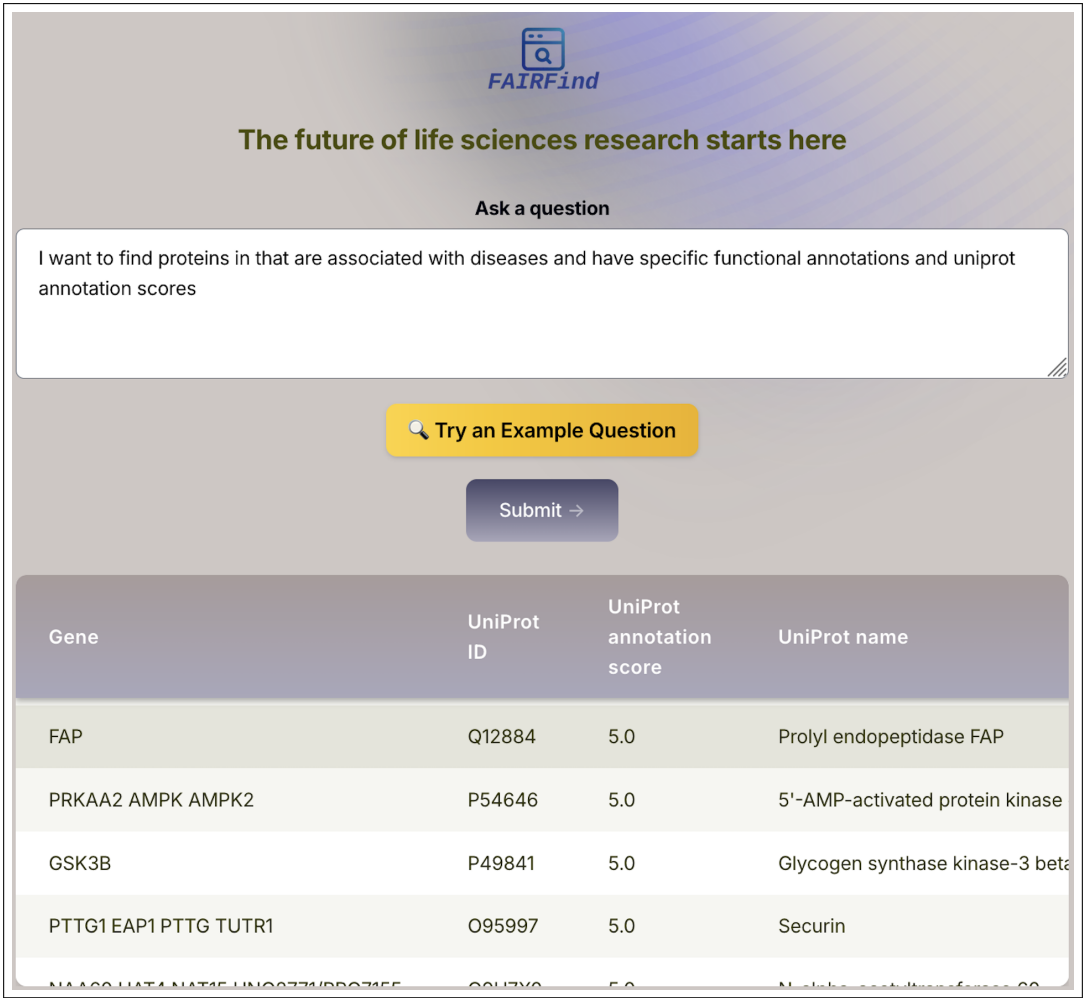 FAIRFind
The future of life sciences research starts here
Ask a question
I want to find proteins in that are associated with diseases and have specific functional annotations and uniprot
annotation scores
Try an Example Question
Submit →
Gene
UniProt
ID
UniProt
annotation
score
UniProt name
FAP Q12884 5.0 Prolyl endopeptidase FAP
PRKAA2 AMPK AMPK2 P54646 5.0 5'-AMP-activated protein kinase
GSK3B P49841 5.0 Glycogen synthase kinase-3 beta
PTTG1 EAP1 PTTG TUTR1 O95997 5.0 Securin